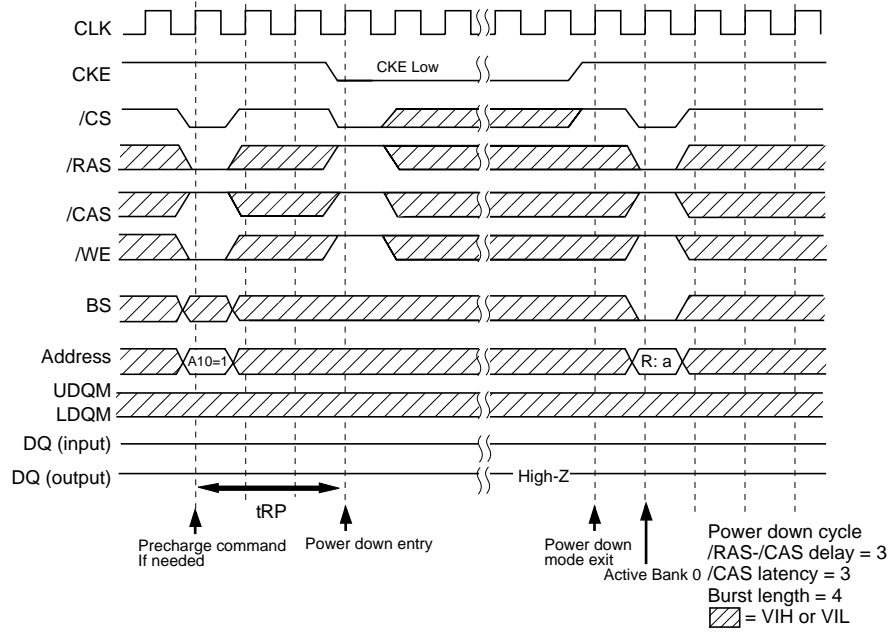 CLK
CKE
CKE Low
/CS
/RAS
/CAS
/WE
BS
Address
A10=1
R: a
UDQM
LDQM
DQ (input)
DQ (output)
High-Z
tRP
Precharge command
If needed
Power down entry
Power down
mode exit
Active Bank 0
Power down cycle
/RAS-/CAS delay = 3
/CAS latency = 3
Burst length = 4
= VIH or VIL